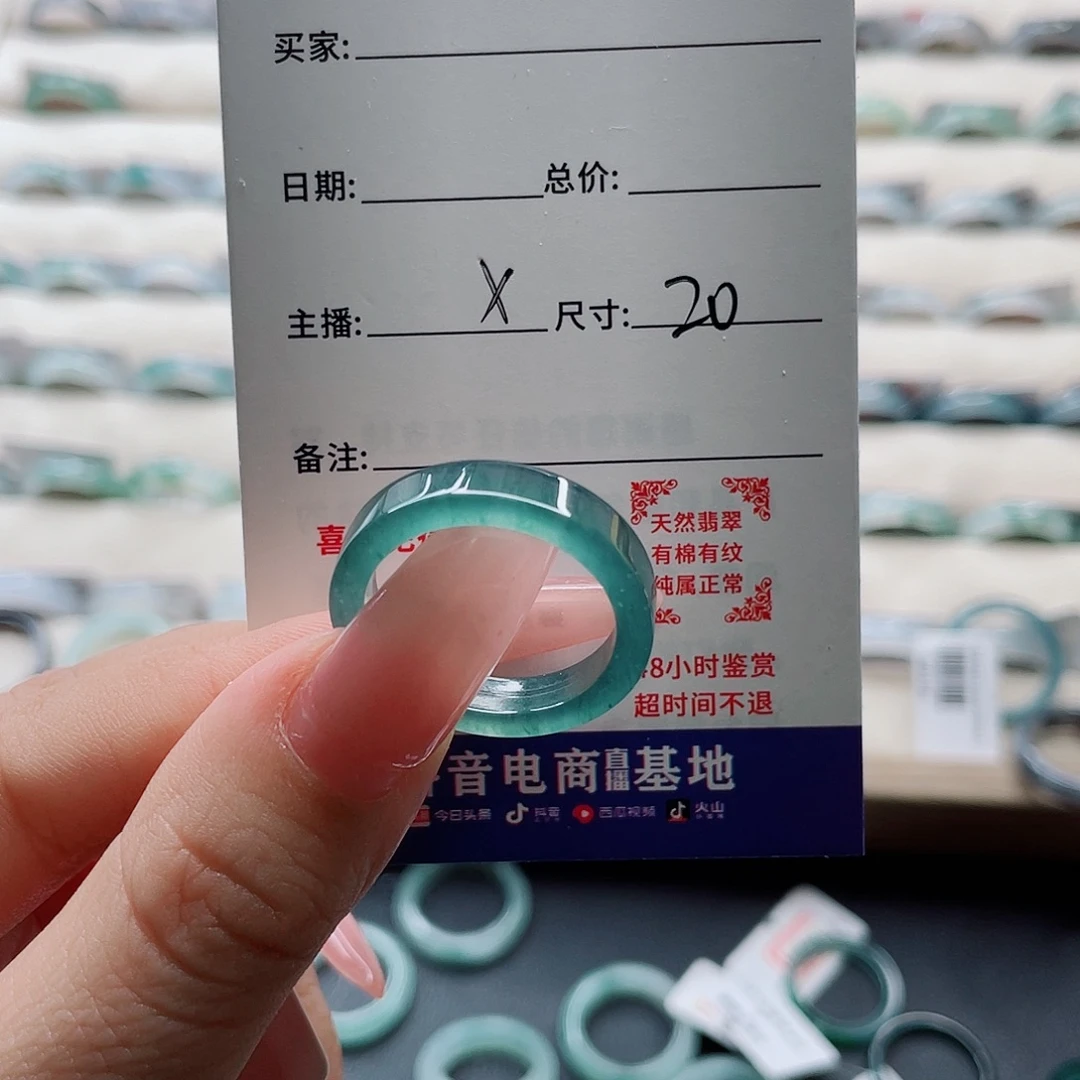 买家:
日期: 总价:
主播: X 尺寸: 20
备注:
喜
天然翡翠
有棉有纹
纯属正常
48小时鉴赏
超时间不退
音电商直播基地
今日头条 抖音 西瓜视频 火山